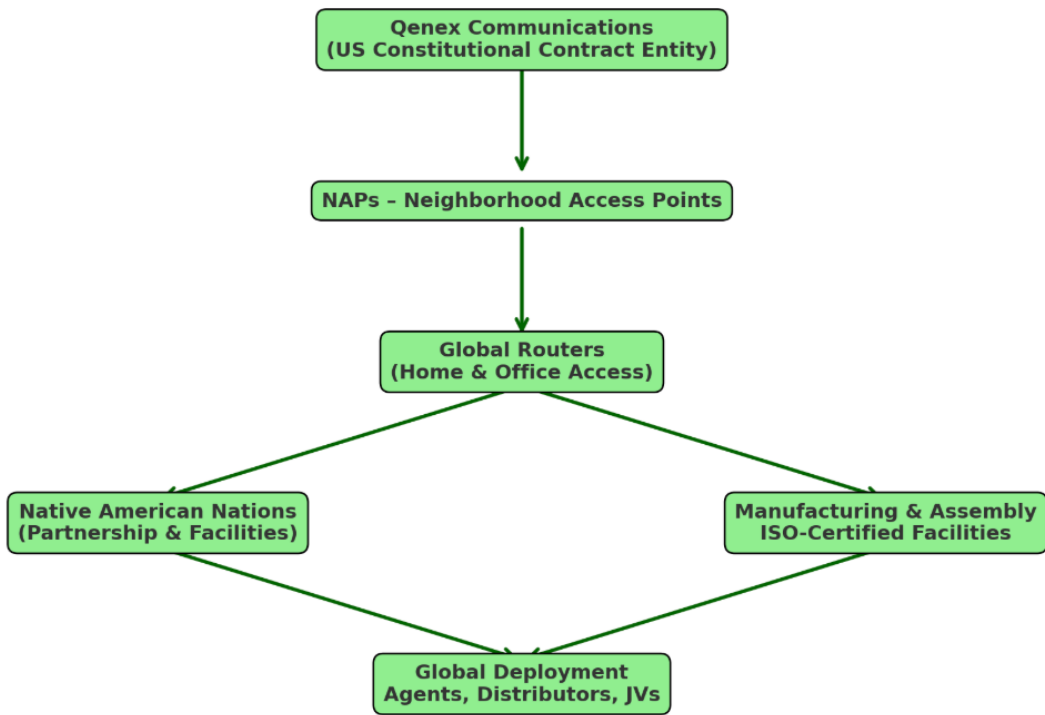 Qenex Communications
(US Constitutional Contract Entity)
NAPs – Neighborhood Access Points
Global Routers
(Home & Office Access)
Native American Nations
(Partnership & Facilities)
Manufacturing & Assembly
ISO-Certified Facilities
Global Deployment
Agents, Distributors, JVs